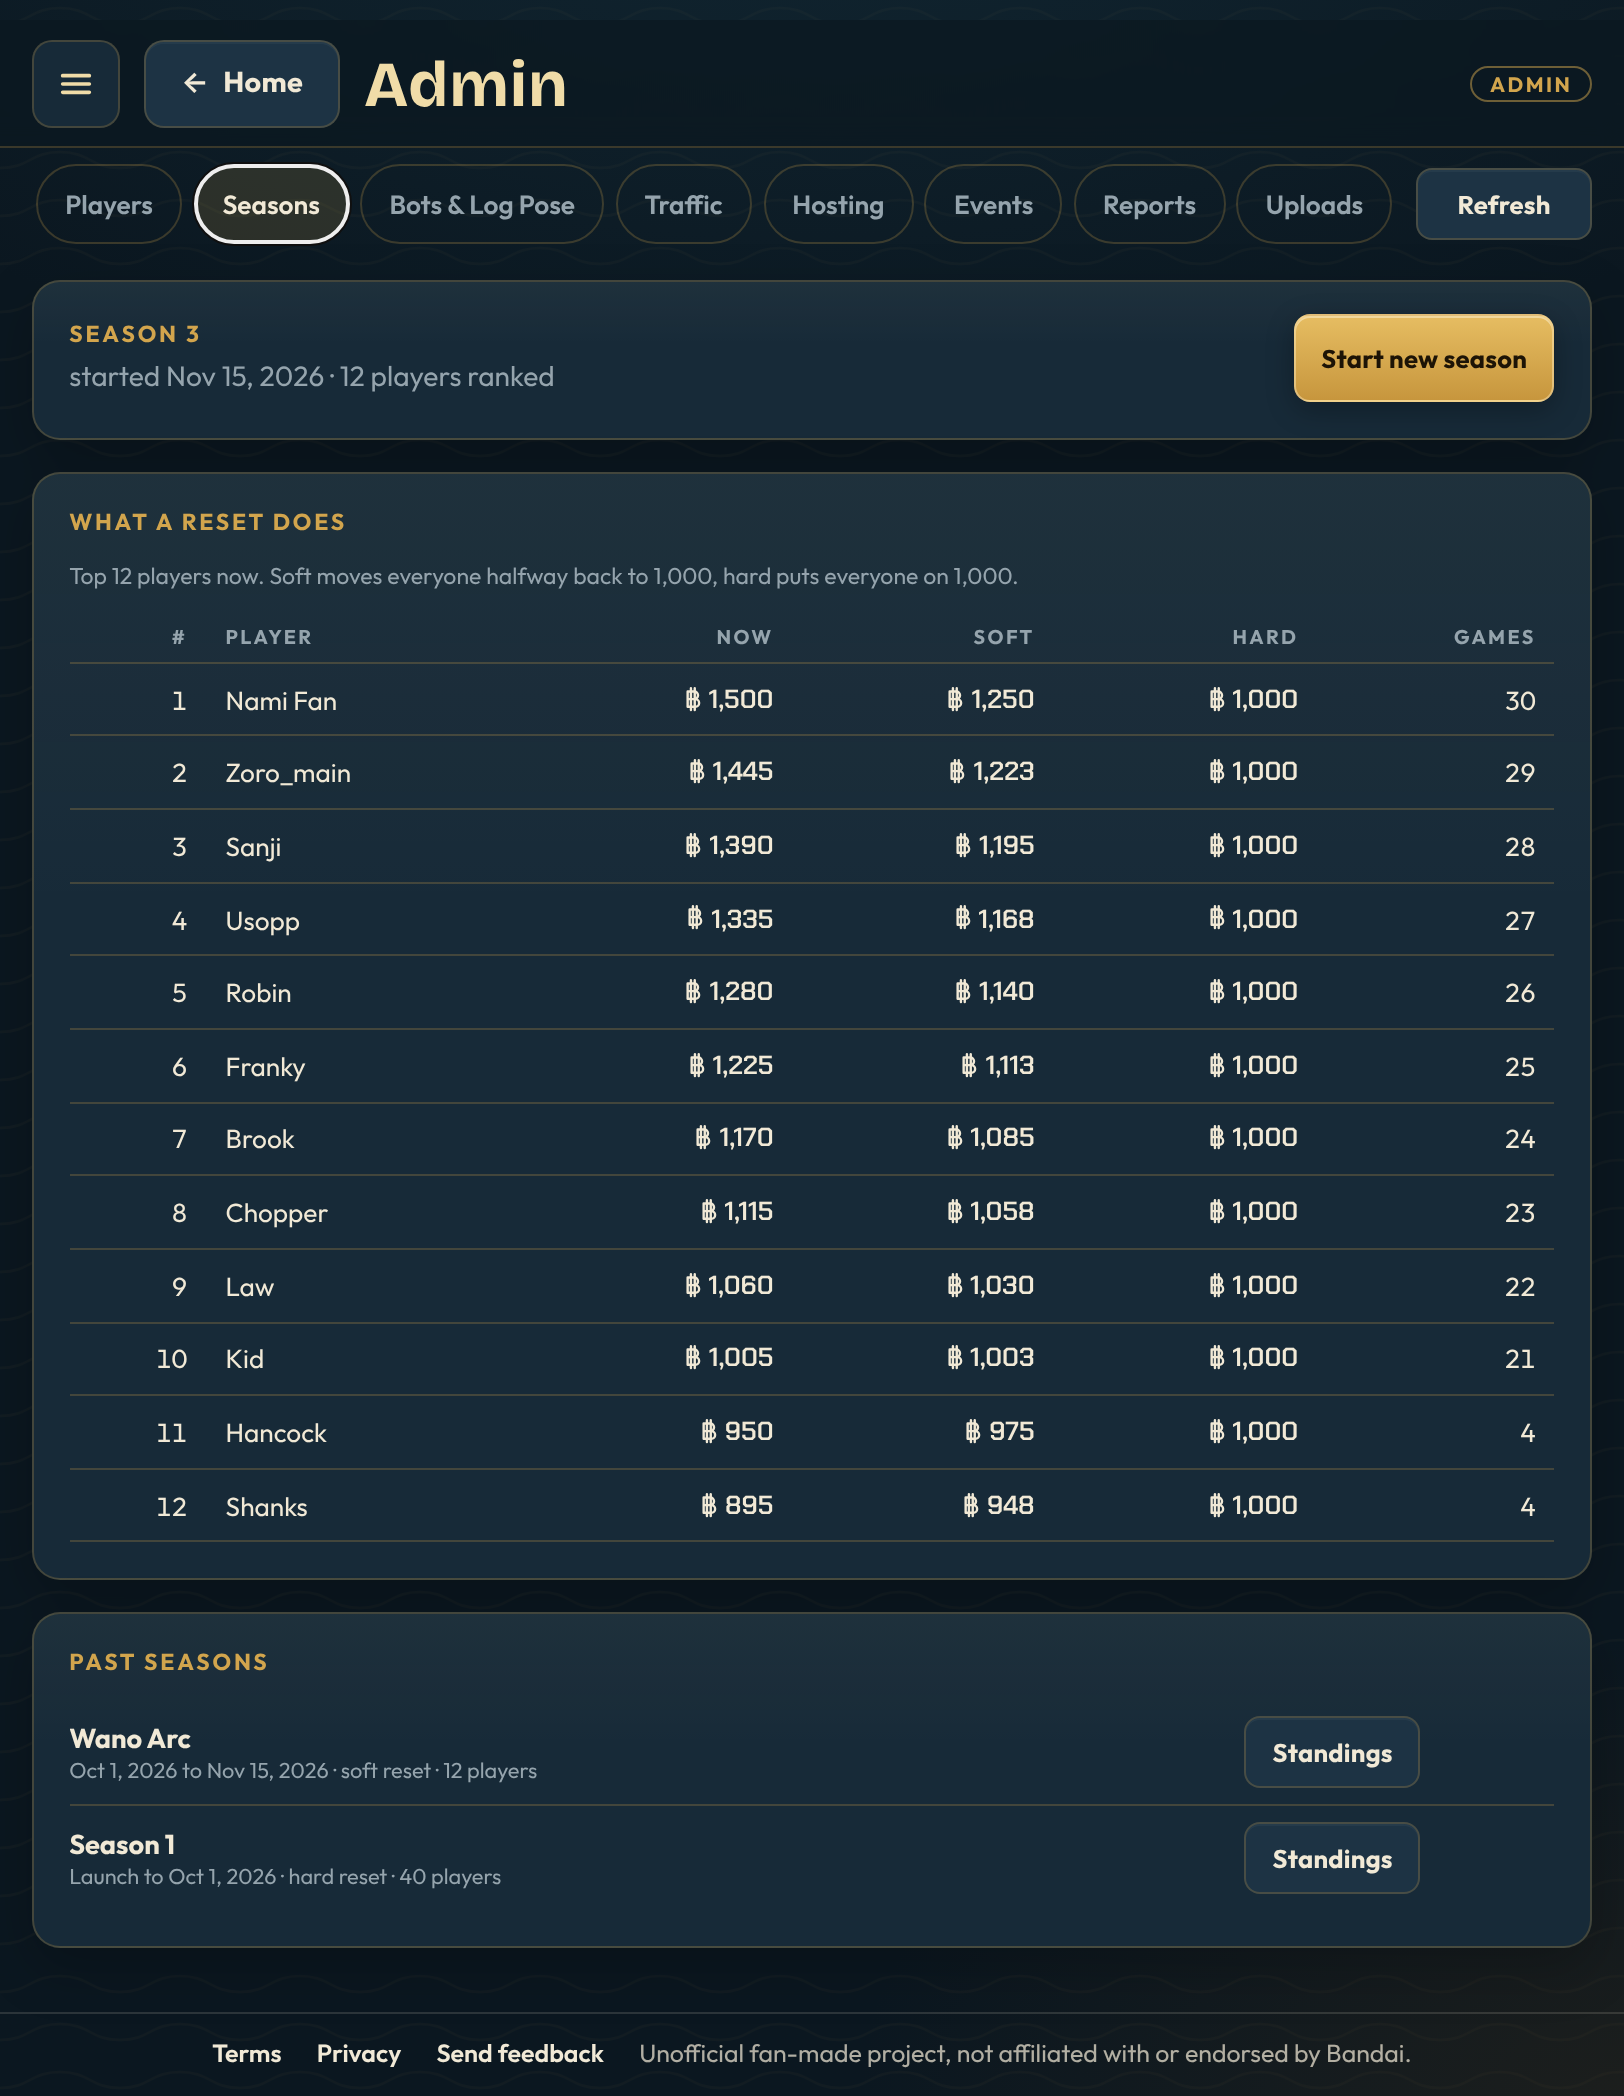 ← Home
Admin
ADMIN
Players
Seasons
Bots & Log Pose
Traffic
Hosting
Events
Reports
Uploads
Refresh
SEASON 3
started Nov 15, 2026 · 12 players ranked
Start new season
WHAT A RESET DOES
Top 12 players now. Soft moves everyone halfway back to 1,000, hard puts everyone on 1,000.
# PLAYER NOW SOFT HARD GAMES
1 Nami Fan ฿ 1,500 ฿ 1,250 ฿ 1,000 30
2 Zoro_main ฿ 1,445 ฿ 1,223 ฿ 1,000 29
3 Sanji ฿ 1,390 ฿ 1,195 ฿ 1,000 28
4 Usopp ฿ 1,335 ฿ 1,168 ฿ 1,000 27
5 Robin ฿ 1,280 ฿ 1,140 ฿ 1,000 26
6 Franky ฿ 1,225 ฿ 1,113 ฿ 1,000 25
7 Brook ฿ 1,170 ฿ 1,085 ฿ 1,000 24
8 Chopper ฿ 1,115 ฿ 1,058 ฿ 1,000 23
9 Law ฿ 1,060 ฿ 1,030 ฿ 1,000 22
10 Kid ฿ 1,005 ฿ 1,003 ฿ 1,000 21
11 Hancock ฿ 950 ฿ 975 ฿ 1,000 4
12 Shanks ฿ 895 ฿ 948 ฿ 1,000 4
PAST SEASONS
Wano Arc
Oct 1, 2026 to Nov 15, 2026 · soft reset · 12 players
Standings
Season 1
Launch to Oct 1, 2026 · hard reset · 40 players
Standings
Terms Privacy Send feedback Unofficial fan-made project, not affiliated with or endorsed by Bandai.